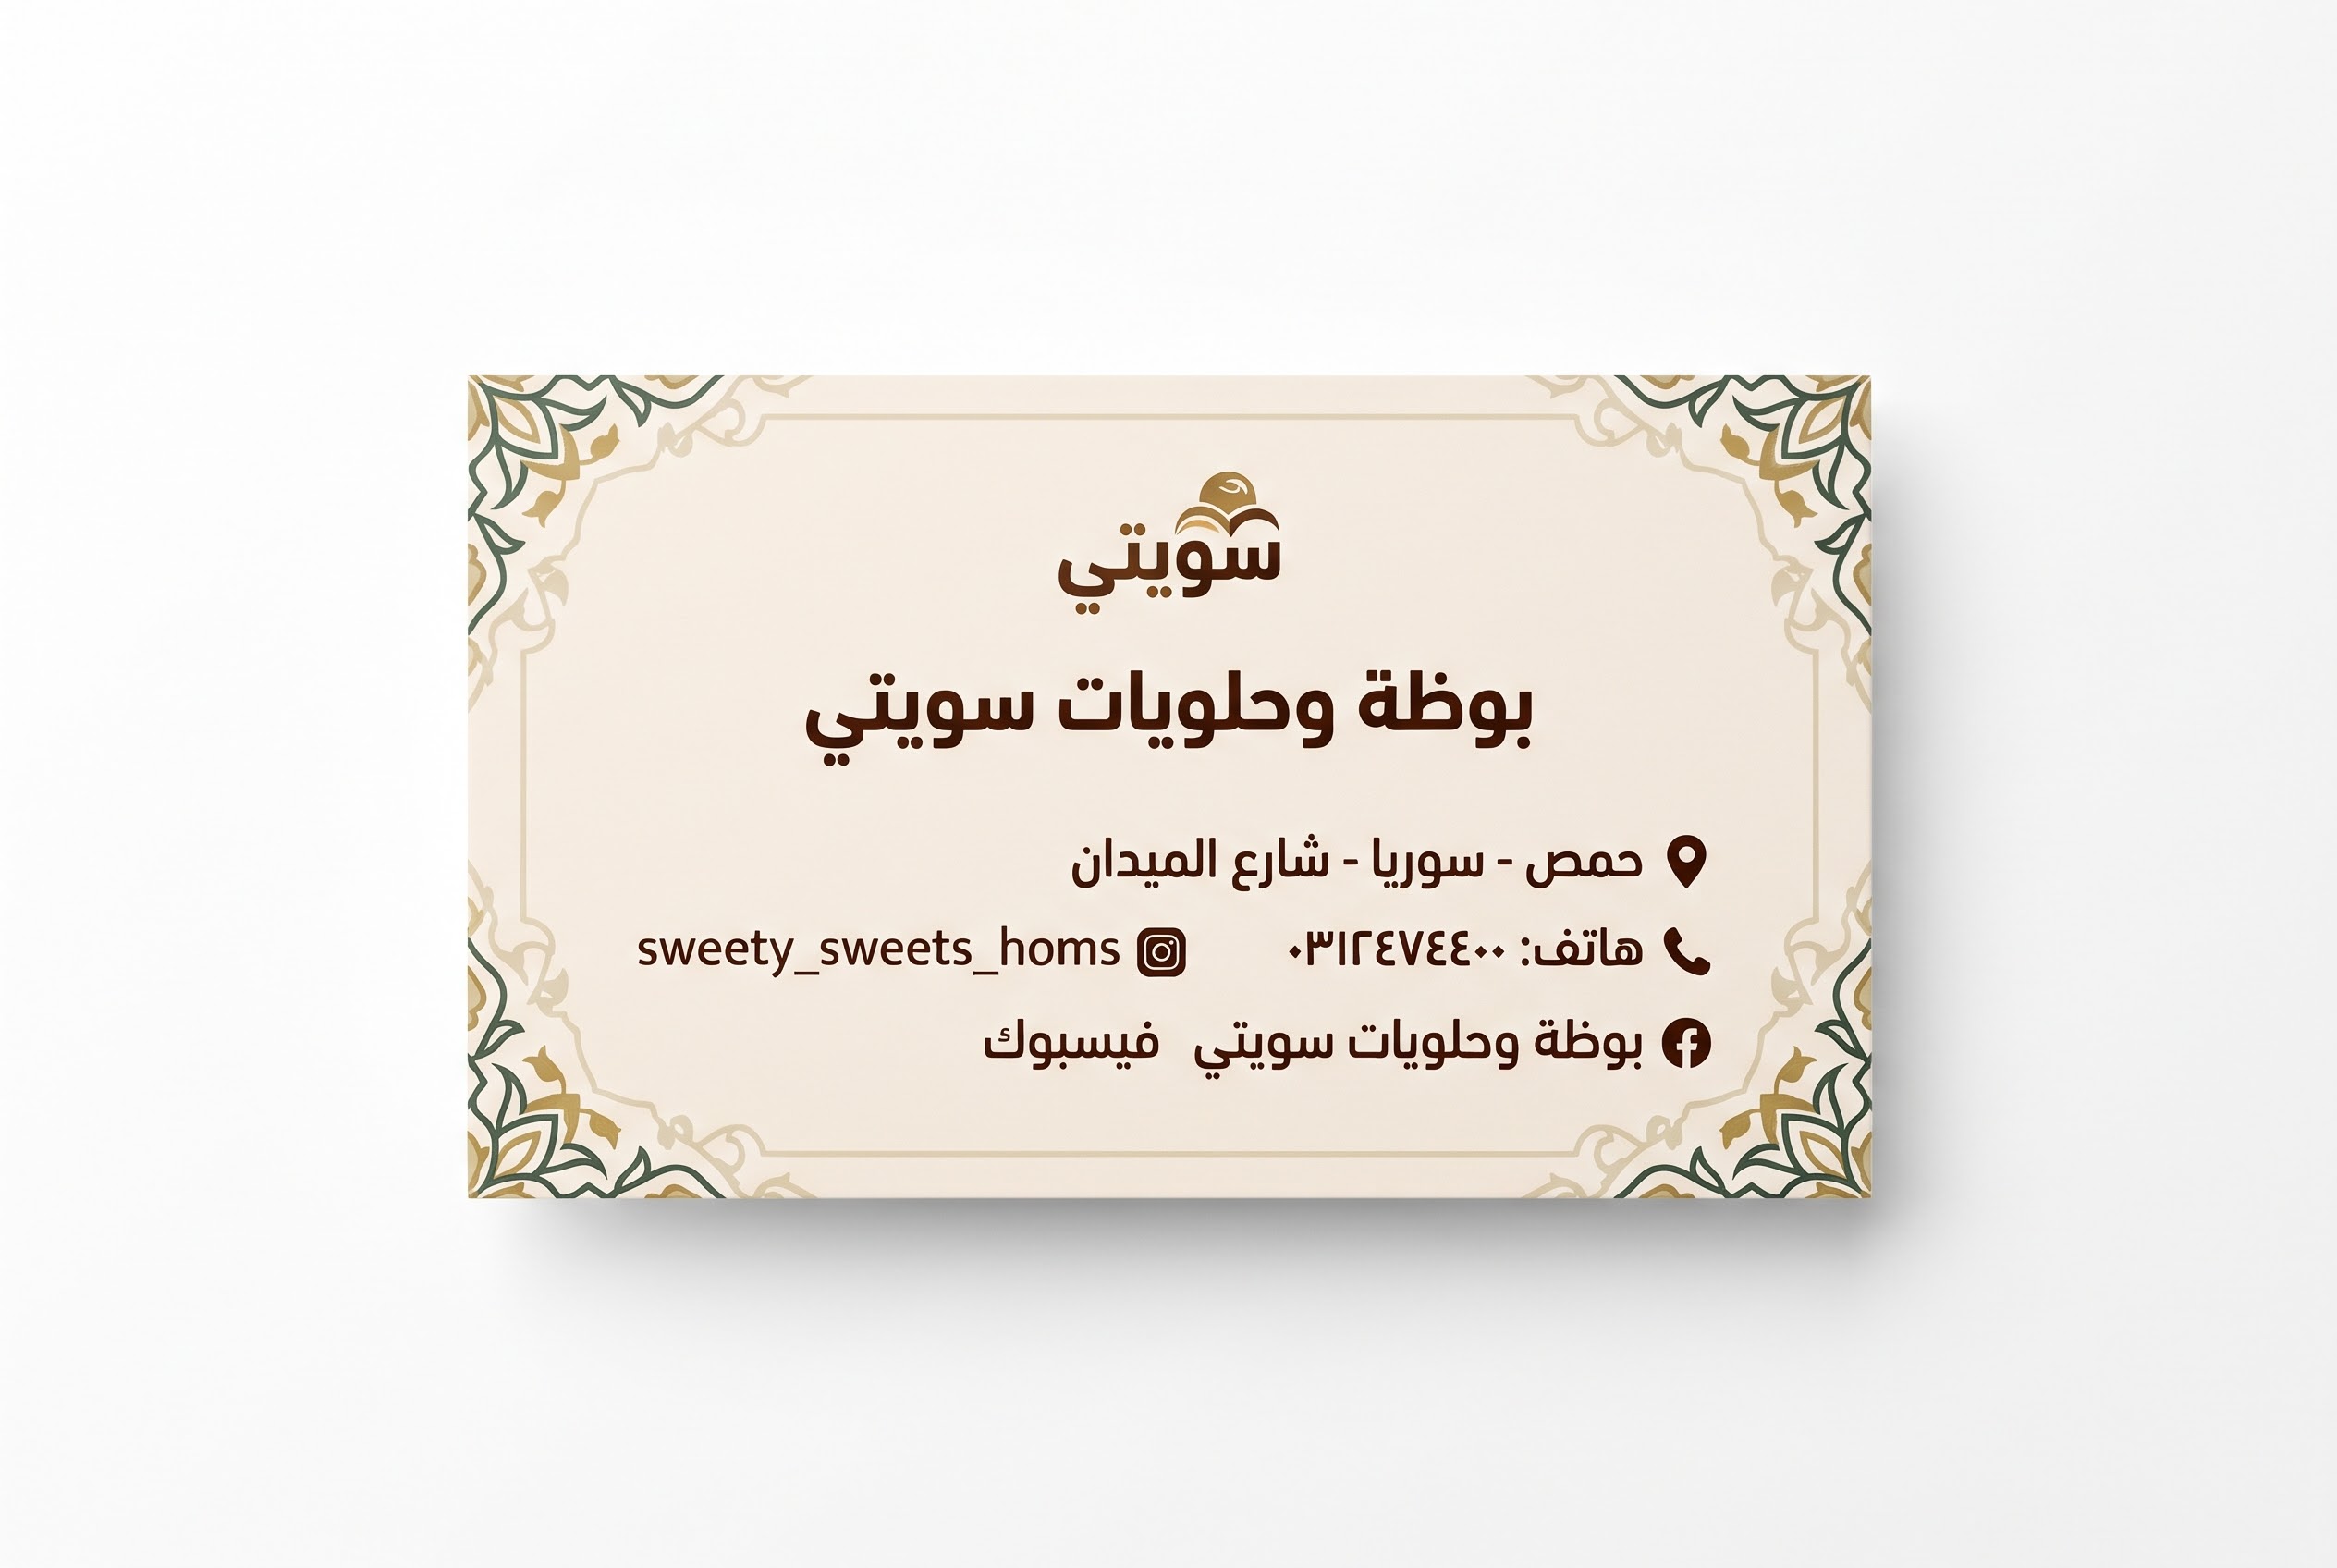 سويتي
بوظة وحلويات سويتي
حمص - سوريا - شارع الميدان
هاتف: ٠٣١٢٤٧٤٤٠٠ sweety_sweets_homs
بوظة وحلويات سويتي فيسبوك